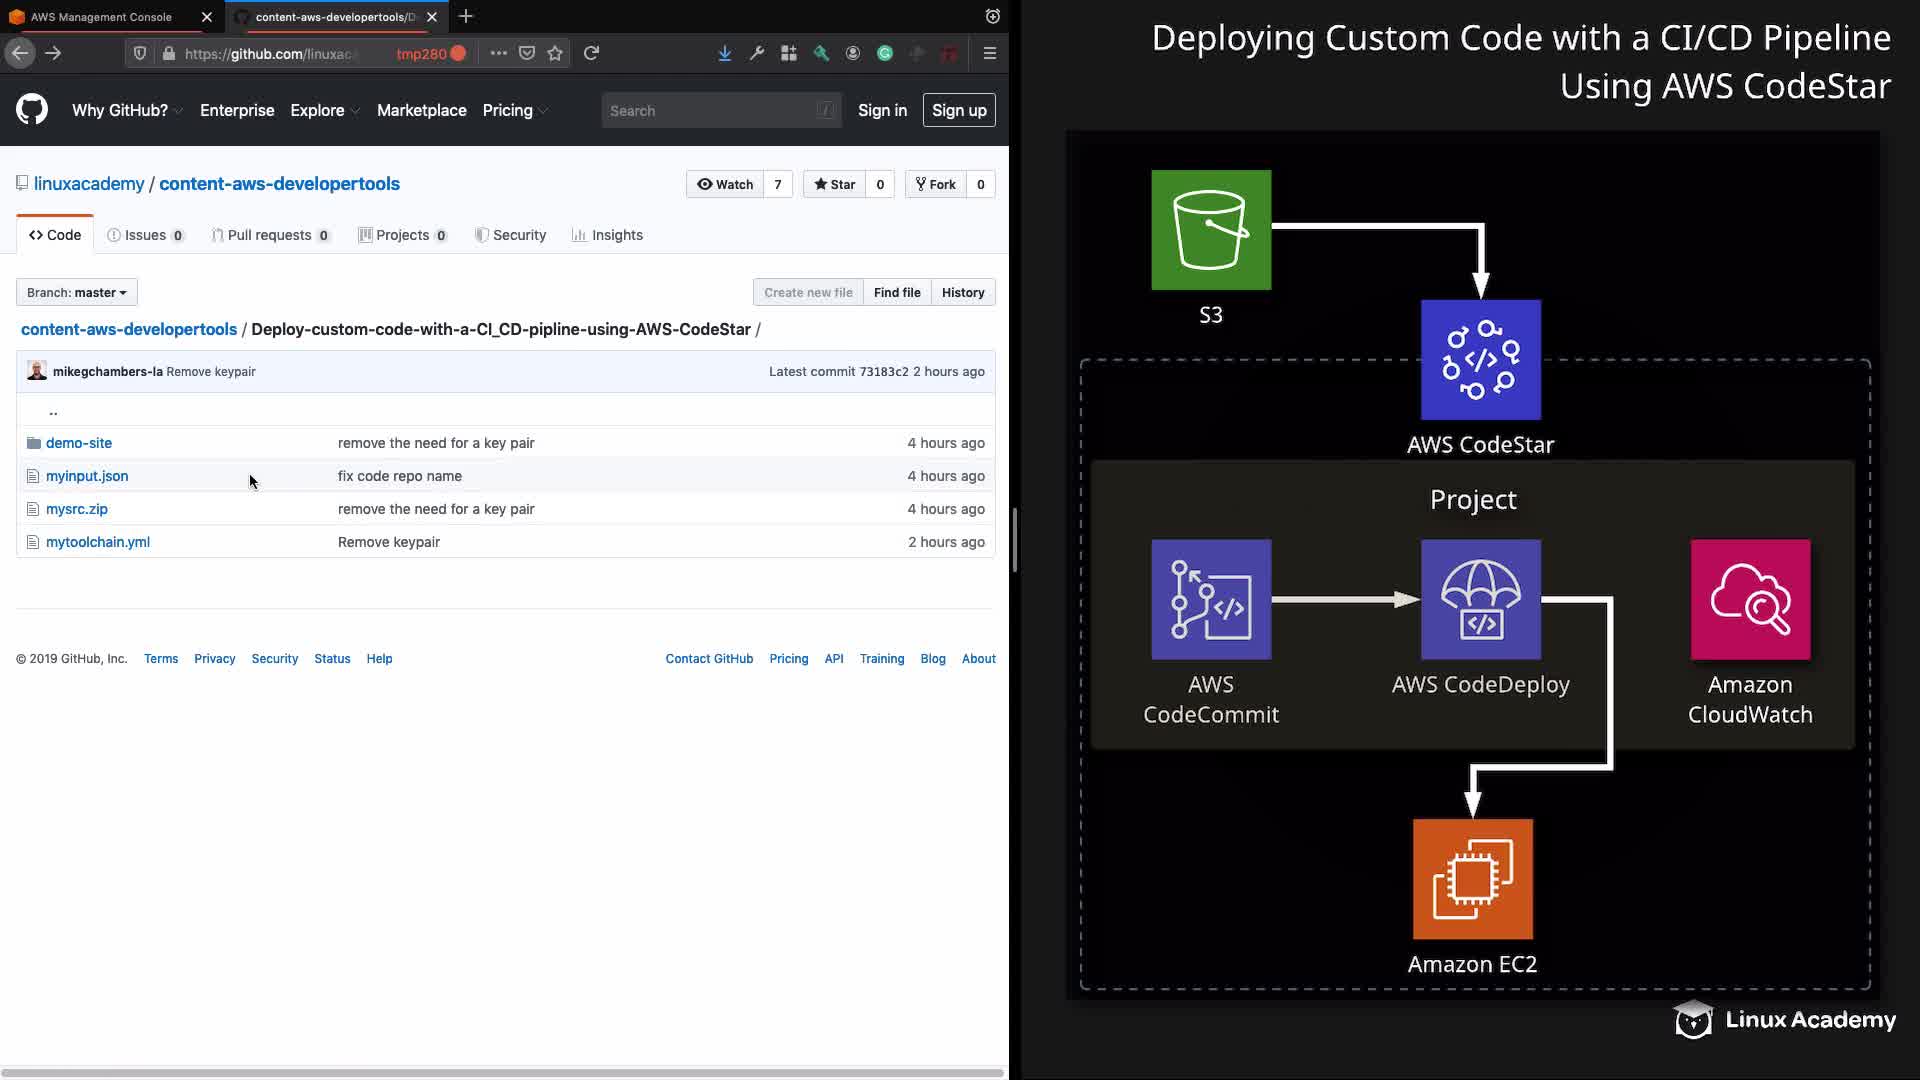 AWS Management Console
content-aws-developertools/D
https://github.com/linuxac
tmp280
Why GitHub?
Enterprise
Explore
Marketplace
Pricing
Search
/
Sign in
Sign up
linuxacademy / content-aws-developertools
Watch 7
Star 0
Fork 0
Code
Issues 0
Pull requests 0
Projects 0
Security
Insights
Branch: master
Create new file
Find file
History
content-aws-developertools / Deploy-custom-code-with-a-CI_CD-pipline-using-AWS-CodeStar /
mikegchambers-la Remove keypair
Latest commit 73183c2 2 hours ago
..
demo-site remove the need for a key pair 4 hours ago
myinput.json fix code repo name 4 hours ago
mysrc.zip remove the need for a key pair 4 hours ago
mytoolchain.yml Remove keypair 2 hours ago
© 2019 GitHub, Inc. Terms Privacy Security Status Help
Contact GitHub Pricing API Training Blog About
Deploying Custom Code with a CI/CD Pipeline
Using AWS CodeStar
S3
AWS CodeStar
Project
AWS
CodeCommit
AWS CodeDeploy
Amazon
CloudWatch
Amazon EC2
Linux Academy